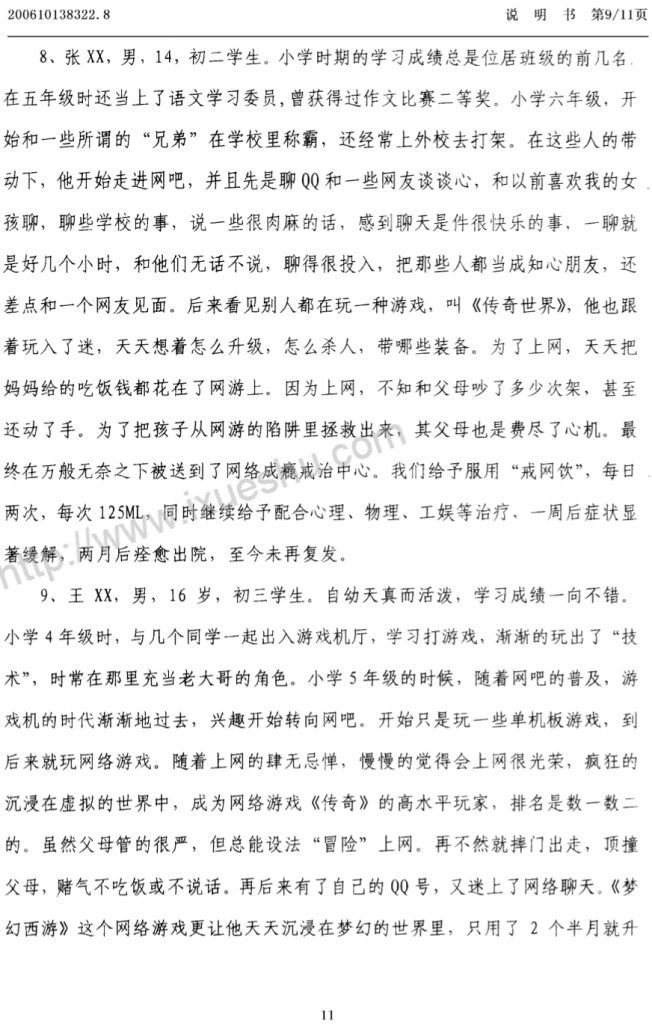 200610138322.8 说 明 书 第9/11页
8、张 XX，男，14，初二学生。小学时期的学习成绩总是位居班级的前几名.
在五年级时还当上了语文学习委员,曾获得过作文比赛二等奖。小学六年级，开
始和一些所谓的“兄弟”在学校里称霸，还经常上外校去打架。在这些人的带
动下，他开始走进网吧，并且先是聊QQ和一些网友谈谈心，和以前喜欢我的女
孩聊，聊些学校的事，说一些很肉麻的话，感到聊天是件很快乐的事，一聊就
是好几个小时，和他们无话不说，聊得很投入，把那些人都当成知心朋友，还
差点和一个网友见面。后来看见别人都在玩一种游戏，叫《传奇世界》，他也跟
着玩入了迷，天天想着怎么升级，怎么杀人，带哪些装备。为了上网，天天把
妈妈给的吃饭钱都花在了网游上。因为上网，不知和父母吵了多少次架，甚至
还动了手。为了把孩子从网游的陷阱里拯救出来，其父母也是费尽了心机。最
终在万般无奈之下被送到了网络成瘾戒治中心。我们给予服用“戒网饮”，每日
两次，每次 125ML，同时继续给予配合心理、物理、工娱等治疗，一周后症状显
著缓解，两月后痊愈出院，至今未再复发。
http://www.ixueshu.com
9、王 XX，男，16 岁，初三学生。自幼天真而活泼，学习成绩一向不错。
小学 4 年级时，与几个同学一起出入游戏机厅，学习打游戏，渐渐的玩出了“技
术”，时常在那里充当老大哥的角色。小学 5 年级的时候，随着网吧的普及，游
戏机的时代渐渐地过去，兴趣开始转向网吧。开始只是玩一些单机板游戏，到
后来就玩网络游戏。随着上网的肆无忌惮，慢慢的觉得会上网很光荣，疯狂的
沉浸在虚拟的世界中，成为网络游戏《传奇》的高水平玩家，排名是数一数二
的。虽然父母管的很严，但总能设法“冒险”上网。再不然就摔门出走，顶撞
父母，赌气不吃饭或不说话。再后来有了自己的 QQ 号，又迷上了网络聊天。《梦
幻西游》这个网络游戏更让他天天沉浸在梦幻的世界里，只用了 2 个半月就升
11